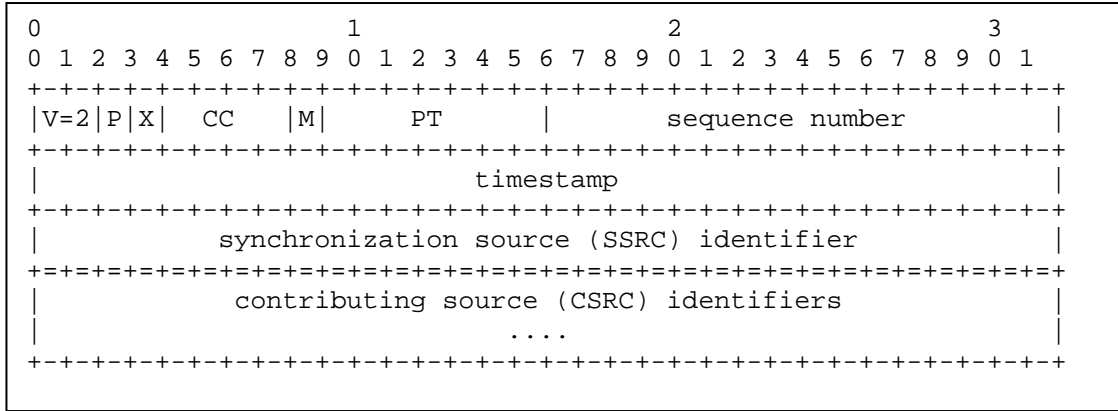 0                   1                   2                   3
0 1 2 3 4 5 6 7 8 9 0 1 2 3 4 5 6 7 8 9 0 1 2 3 4 5 6 7 8 9 0 1
+-+-+-+-+-+-+-+-+-+-+-+-+-+-+-+-+-+-+-+-+-+-+-+-+-+-+-+-+-+-+-+-+
|V=2|P|X|  CC   |M|     PT      |       sequence number         |
+-+-+-+-+-+-+-+-+-+-+-+-+-+-+-+-+-+-+-+-+-+-+-+-+-+-+-+-+-+-+-+-+
|                           timestamp                           |
+-+-+-+-+-+-+-+-+-+-+-+-+-+-+-+-+-+-+-+-+-+-+-+-+-+-+-+-+-+-+-+-+
|           synchronization source (SSRC) identifier            |
+=+=+=+=+=+=+=+=+=+=+=+=+=+=+=+=+=+=+=+=+=+=+=+=+=+=+=+=+=+=+=+=+
|            contributing source (CSRC) identifiers             |
|                             ....                              |
+-+-+-+-+-+-+-+-+-+-+-+-+-+-+-+-+-+-+-+-+-+-+-+-+-+-+-+-+-+-+-+-+